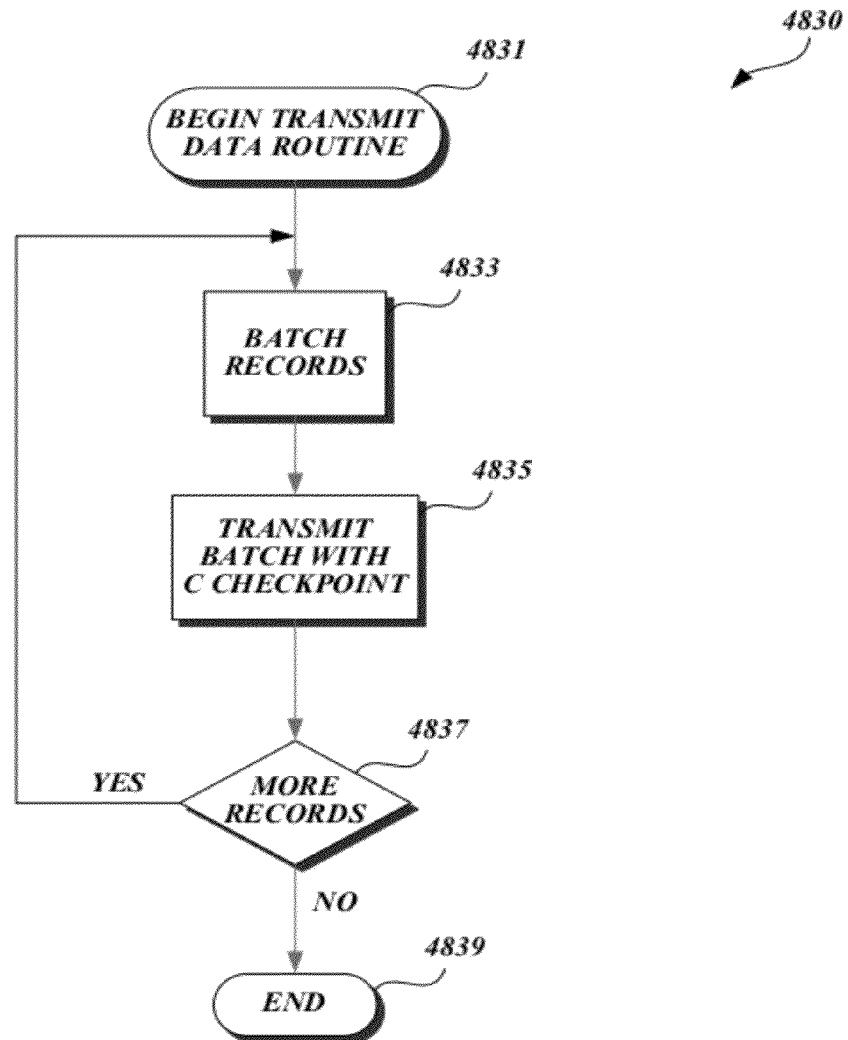 4830
4831
BEGIN TRANSMIT
DATA ROUTINE
4833
BATCH
RECORDS
4835
TRANSMIT
BATCH WITH
C CHECKPOINT
4837
YES
MORE
RECORDS
NO
4839
END